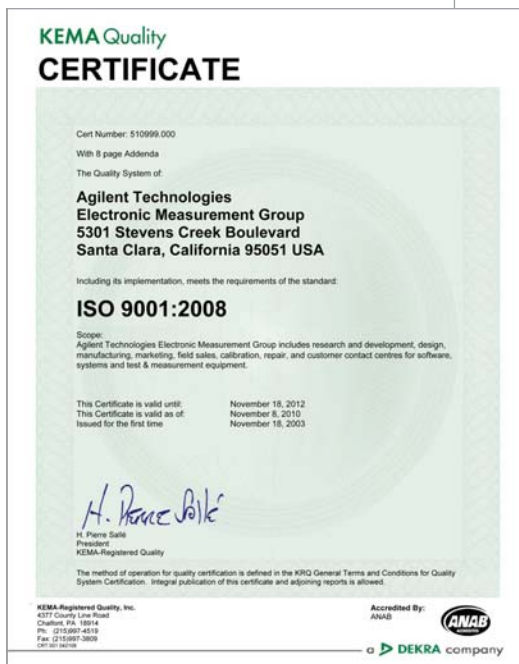 KEMA Quality
CERTIFICATE
Cert Number: 510999.000
With 8 page Addenda
The Quality System of:
Agilent Technologies
Electronic Measurement Group
5301 Stevens Creek Boulevard
Santa Clara, California 95051 USA
Including its implementation, meets the requirements of the standard:
ISO 9001:2008
Scope:
Agilent Technologies Electronic Measurement Group includes research and development, design,
manufacturing, marketing, field sales, calibration, repair, and customer contact centres for software,
systems and test & measurement equipment.
This Certificate is valid until: November 18, 2012
This Certificate is valid as of: November 8, 2010
Issued for the first time November 18, 2003
H. Pierre Sallé
H. Pierre Sallé
President
KEMA-Registered Quality
The method of operation for quality certification is defined in the KRQ General Terms and Conditions for Quality
System Certification. Integral publication of this certificate and adjoining reports is allowed.
KEMA-Registered Quality, Inc.
4377 County Line Road
Chalfont, PA 18914
Ph: (215)997-4519
Fax: (215)997-3809
Accredited By:
ANAB
ANAB
ACCREDITED
a DEKRA company